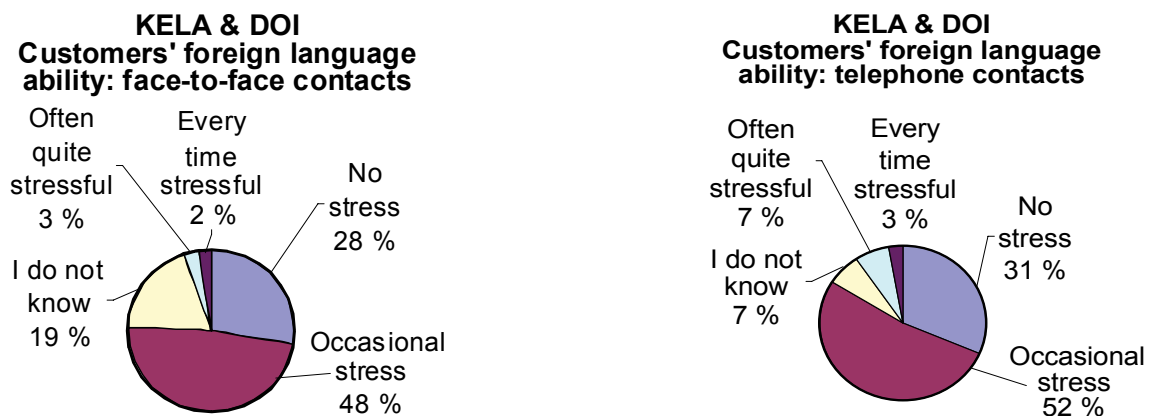 KELA & DOI
Customers' foreign language
ability: face-to-face contacts
Often
quite
stressful
3 %
Every
time
stressful
2 %
No
stress
28 %
I do not
know
19 %
Occasional
stress
48 %
KELA & DOI
Customers' foreign language
ability: telephone contacts
Often
quite
stressful
7 %
Every
time
stressful
3 %
No
stress
31 %
I do not
know
7 %
Occasional
stress
52 %